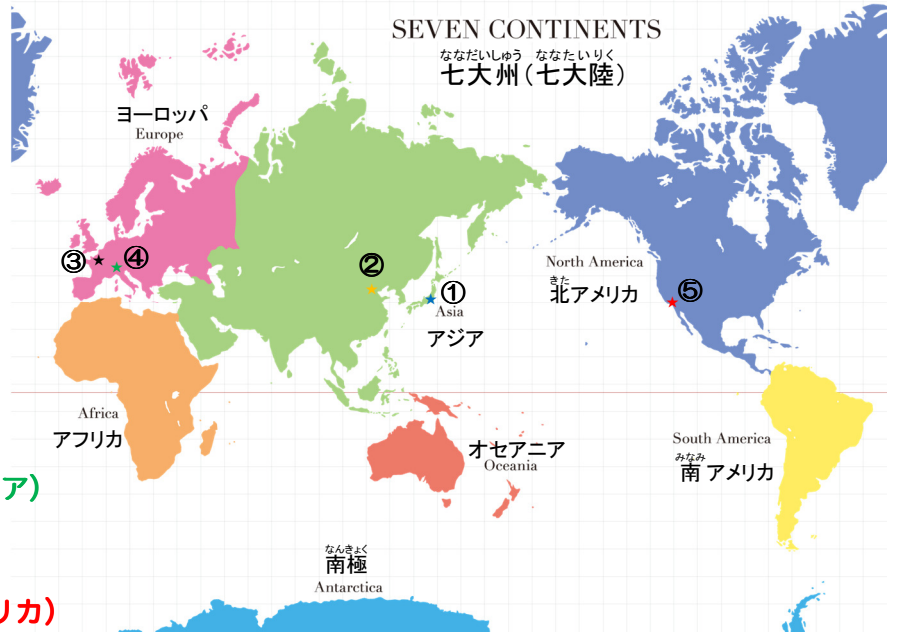 SEVEN CONTINENTS
ななだいしゅう ななたいりく
七大州(七大陸)
ヨーロッパ
Europe
③
④
②
①
Asia
アジア
North America
きた
北アメリカ
⑤
Africa
アフリカ
オセアニア
Oceania
South America
みなみ
南アメリカ
ア)
なんきょく
南極
Antarctica
リカ)